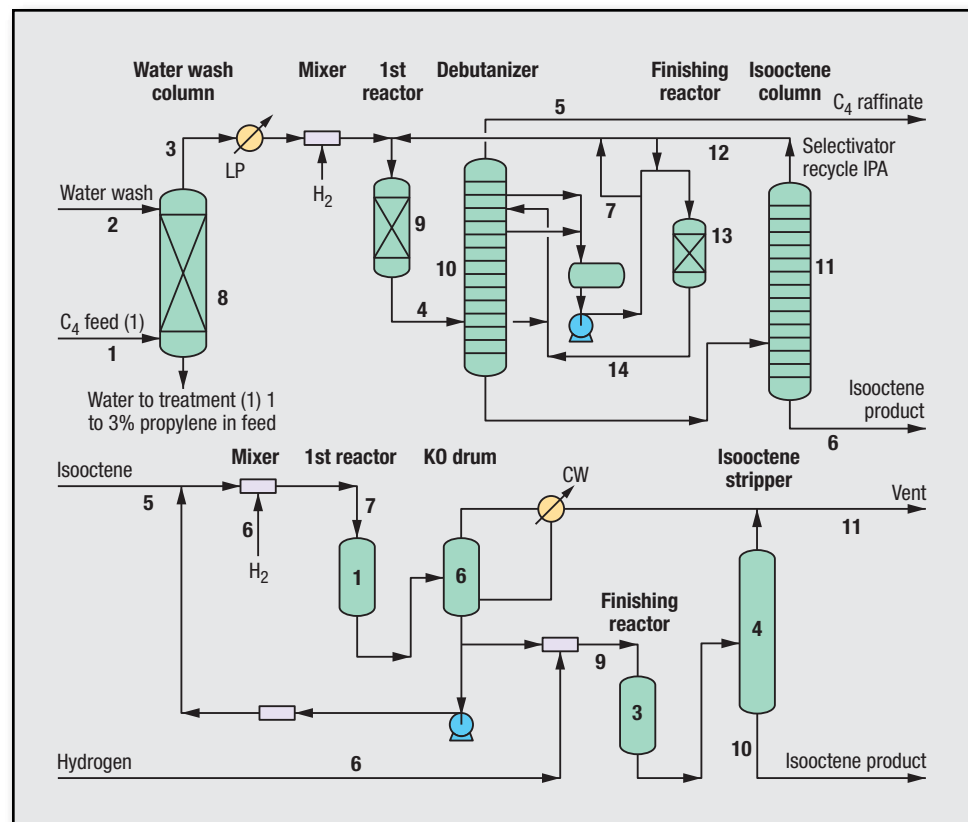 Water wash
column
Mixer
1st
reactor
Debutanizer
Finishing
reactor
Isooctene
column
5
C4 raffinate
3
LP
H2
12
Selectivator
recycle IPA
Water wash
2
9
7
13
10
11
8
4
C4 feed (1)
1
14
Water to treatment (1) 1
to 3% propylene in feed
Isooctene
product
6
Isooctene
5
Mixer
1st reactor
KO drum
CW
Isooctene
stripper
Vent
11
6
7
H2
1
6
Finishing
reactor
4
9
3
10
Hydrogen
6
Isooctene product